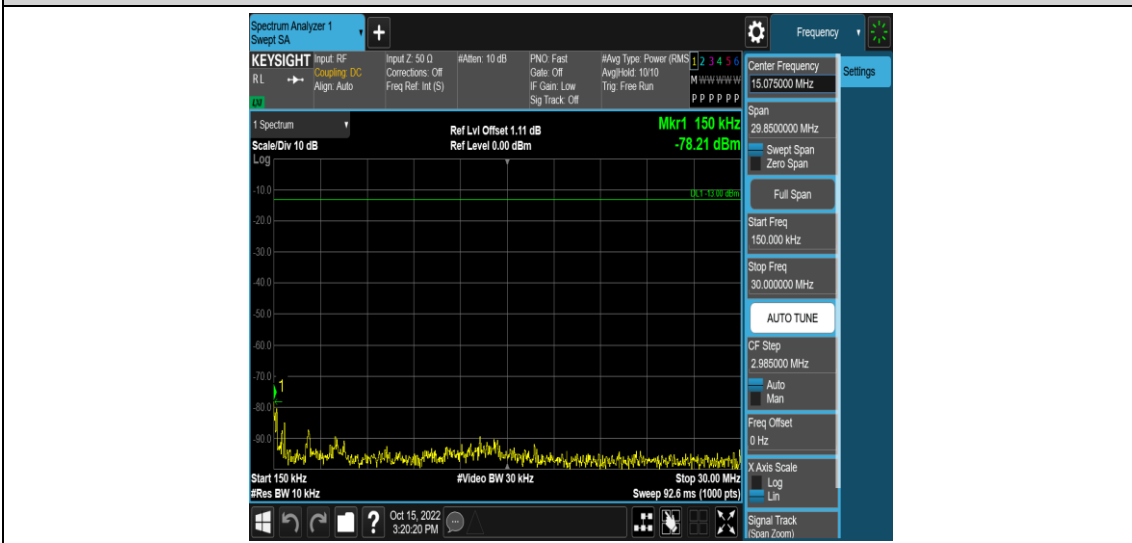 Spectrum Analyzer 1
Swept SA
+
Frequency
KEYSIGHT
RL
LM
Input: RF
Coupling: DC
Align: Auto
Input Z: 50 Ω
Corrections: Off
Freq Ref: Int (S)
#Atten: 10 dB
PNO: Fast
Gate: Off
IF Gain: Low
Sig Track: Off
#Avg Type: Power (RMS
Avg|Hold: 10/10
Trig: Free Run
1 2 3 4 5 6
M W W W W W
P P P P P P
1 Spectrum
Scale/Div 10 dB
Log
Ref Lvl Offset 1.11 dB
Ref Level 0.00 dBm
Mkr1 150 kHz
-78.21 dBm
DL1 -13.00 dBm
-10.0
-20.0
-30.0
-40.0
-50.0
-60.0
-70.0
-80.0
-90.0
1
Start 150 kHz
#Res BW 10 kHz
#Video BW 30 kHz
Stop 30.00 MHz
Sweep 92.6 ms (1000 pts)
Center Frequency
15.075000 MHz
Settings
Span
29.8500000 MHz
Swept Span
Zero Span
Full Span
Start Freq
150.000 kHz
Stop Freq
30.000000 MHz
AUTO TUNE
CF Step
2.985000 MHz
Auto
Man
Freq Offset
0 Hz
X Axis Scale
Log
Lin
Signal Track
(Span Zoom)
?
Oct 15, 2022
3:20:20 PM